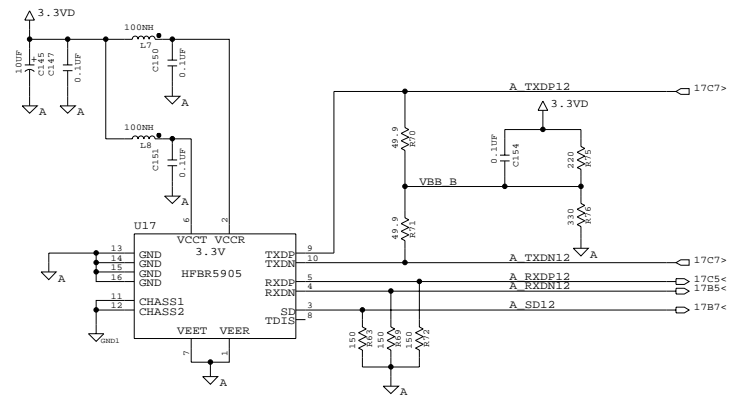 3.3VD
100NH
L7
10UF
C145
C147
0.1UF
C150
0.1UF
A
A
A
100NH
L8
C151
0.1UF
A
A_TXDP12
17C7>
3.3VD
49.9
R70
0.1UF
C154
220
R75
VBB_B
49.9
R71
330
R76
A
U17
6
2
VCCT
VCCR
3.3V
HFBR5905
13
GND
14
GND
15
GND
16
GND
A
11
CHASS1
12
CHASS2
GND1
TXDP
9
TXDN
10
A_TXDN12
17C7>
RXDP
5
A_RXDP12
17C5<
RXDN
4
A_RXDN12
17B5<
SD
3
A_SD12
17B7<
TDIS
8
VEET
VEER
7
1
A
150
R63
150
R69
150
R72
A